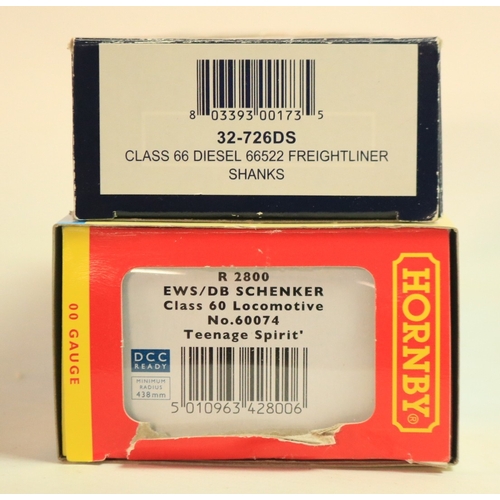 8 03393 00173 5
32-726DS
CLASS 66 DIESEL 66522 FREIGHTLINER
SHANKS
00 GAUGE
R 2800
EWS/DB SCHENKER
Class 60 Locomotive
No.60074
Teenage Spirit'
DCC
READY
MINIMUM
RADIUS
438mm
5 010963 428006
HORNBY®